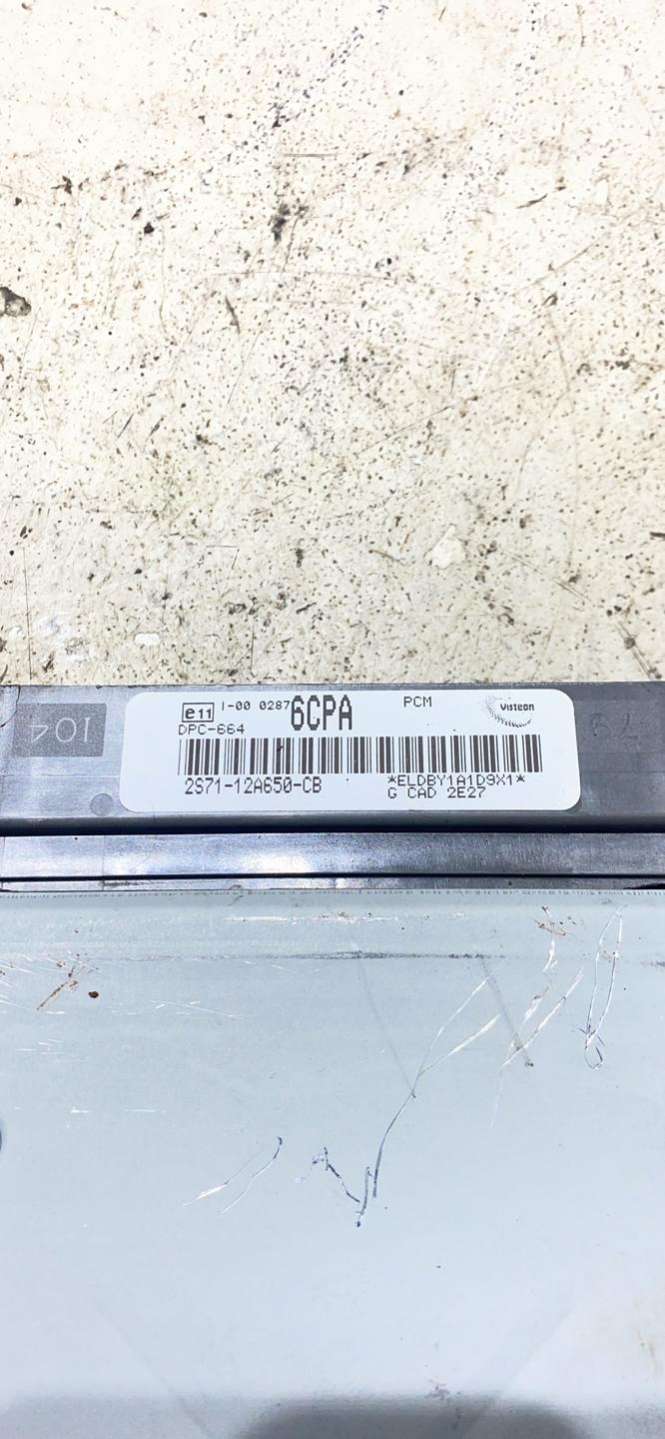 104
e11 I-00 0287 6CPA PCM Visteon
DPC-664
2S71-12A650-CB *ELDBY1A1D9X1*
G CAD 2E27